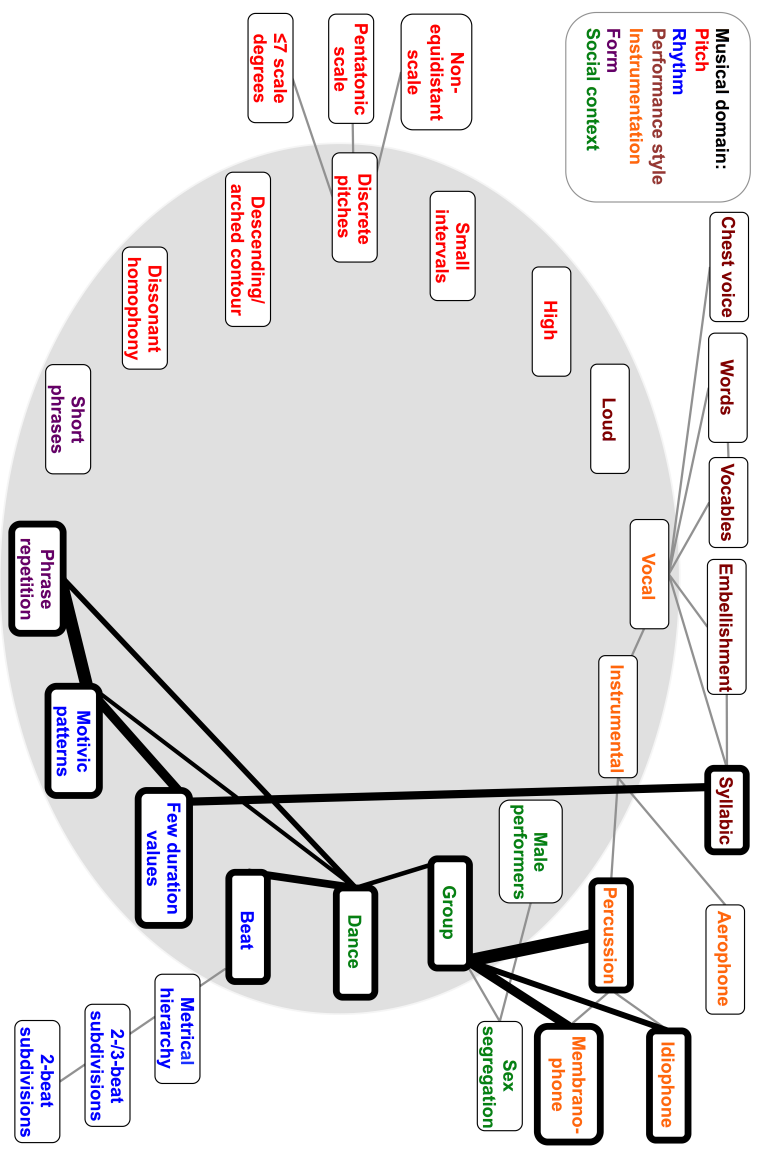 Musical domain:
Pitch
Rhythm
Performance style
Instrumentation
Form
Social context
Non-
equidistant
scale
Pentatonic
scale
≤7 scale
degrees
Discrete
pitches
Small
intervals
Descending/
arched contour
High
Dissonant
homophony
Loud
Short
phrases
Chest voice
Words
Vocables
Embellishment
Syllabic
Vocal
Instrumental
Aerophone
Percussion
Idiophone
Membrano-
phone
Male
performers
Group
Sex
segregation
Dance
Beat
Metrical
hierarchy
2-/3-beat
subdivisions
2-beat
subdivisions
Few duration
values
Motivic
patterns
Phrase
repetition